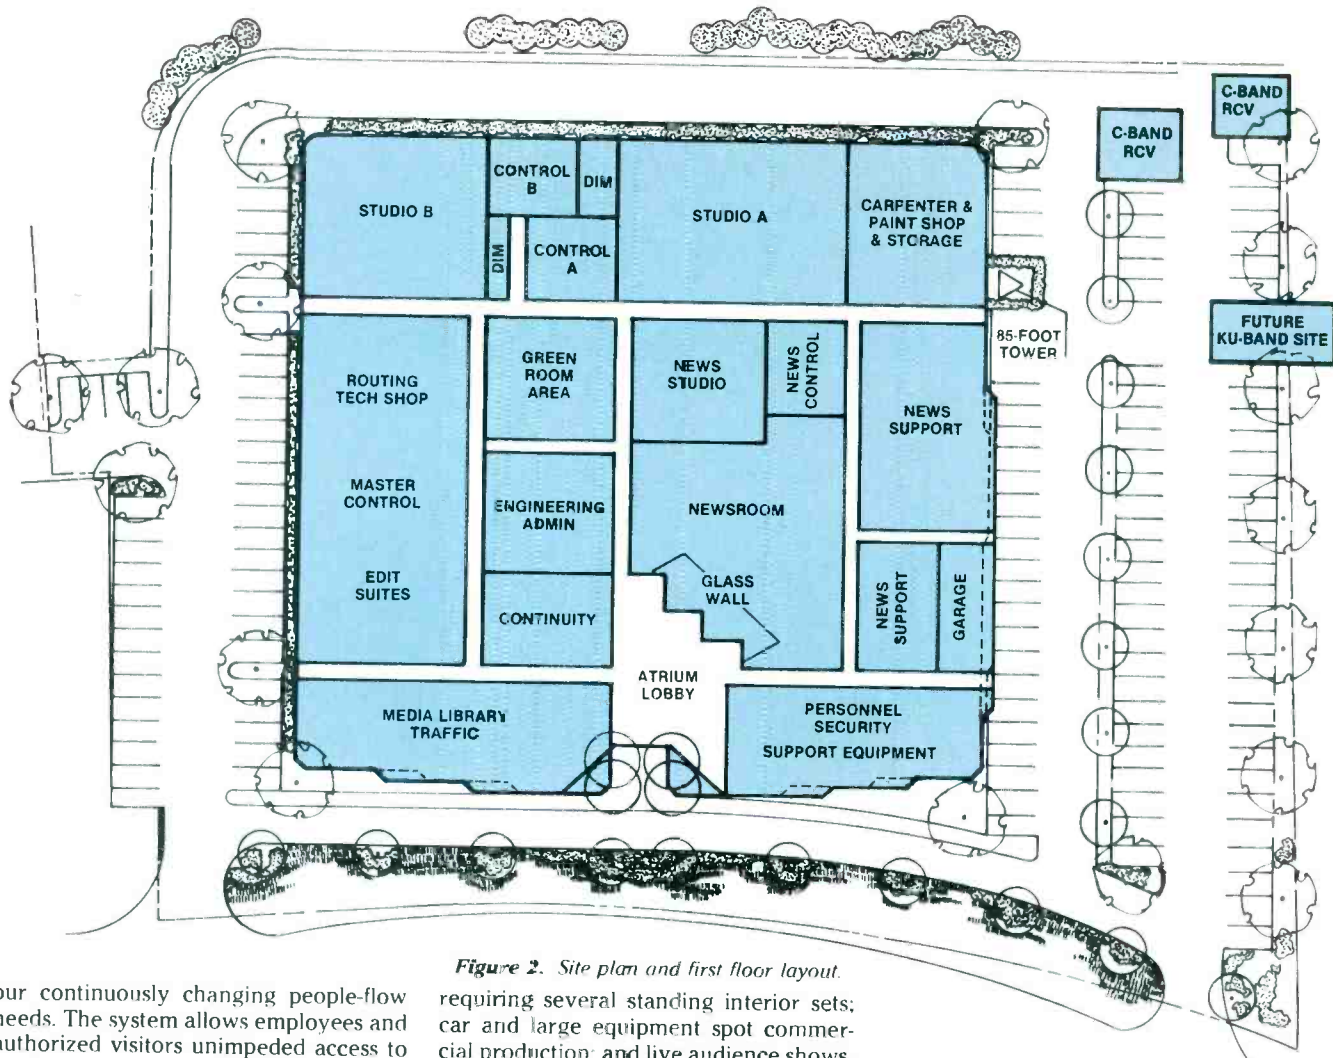 C-BAND
RCV
C-BAND
RCV
CONTROL
B
DIM
STUDIO B
STUDIO A
CARPENTER &
PAINT SHOP
& STORAGE
DIM
CONTROL
A
85-FOOT
TOWER
FUTURE
KU-BAND SITE
ROUTING
TECH SHOP
GREEN
ROOM
AREA
NEWS
STUDIO
NEWS
CONTROL
NEWS
SUPPORT
MASTER
CONTROL
ENGINEERING
ADMIN
NEWSROOM
EDIT
SUITES
CONTINUITY
GLASS
WALL
NEWS
SUPPORT
GARAGE
ATRIUM
LOBBY
MEDIA LIBRARY
TRAFFIC
PERSONNEL
SECURITY
SUPPORT EQUIPMENT
Figure 2. Site plan and first floor layout.
our continuously changing people-flow
needs. The system allows employees and
authorized visitors unimpeded access to
requiring several standing interior sets;
car and large equipment spot commer-
cial production; and live audience shows